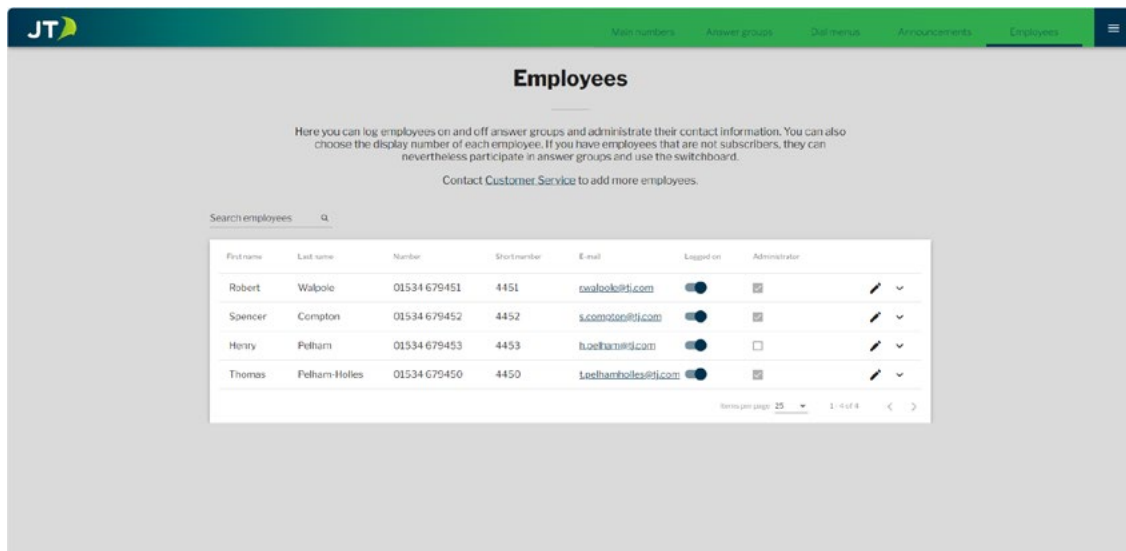 JT
Main numbers Answer groups Dial menus Announcements Employees
Employees
Here you can log employees on and off answer groups and administrate their contact information. You can also
choose the display number of each employee. If you have employees that are not subscribers, they can
nevertheless participate in answer groups and use the switchboard.
Contact Customer Service to add more employees.
Search employees
First name Last name Number Short number E-mail Logged on Administrator
Robert Walpole 01534 679451 4451 r.walpole@tj.com
Spencer Compton 01534 679452 4452 s.compton@tj.com
Henry Pelham 01534 679453 4453 h.pelham@tj.com
Thomas Pelham-Holles 01534 679450 4450 t.pelhamholles@tj.com
Items per page 25 1 - 4 of 4